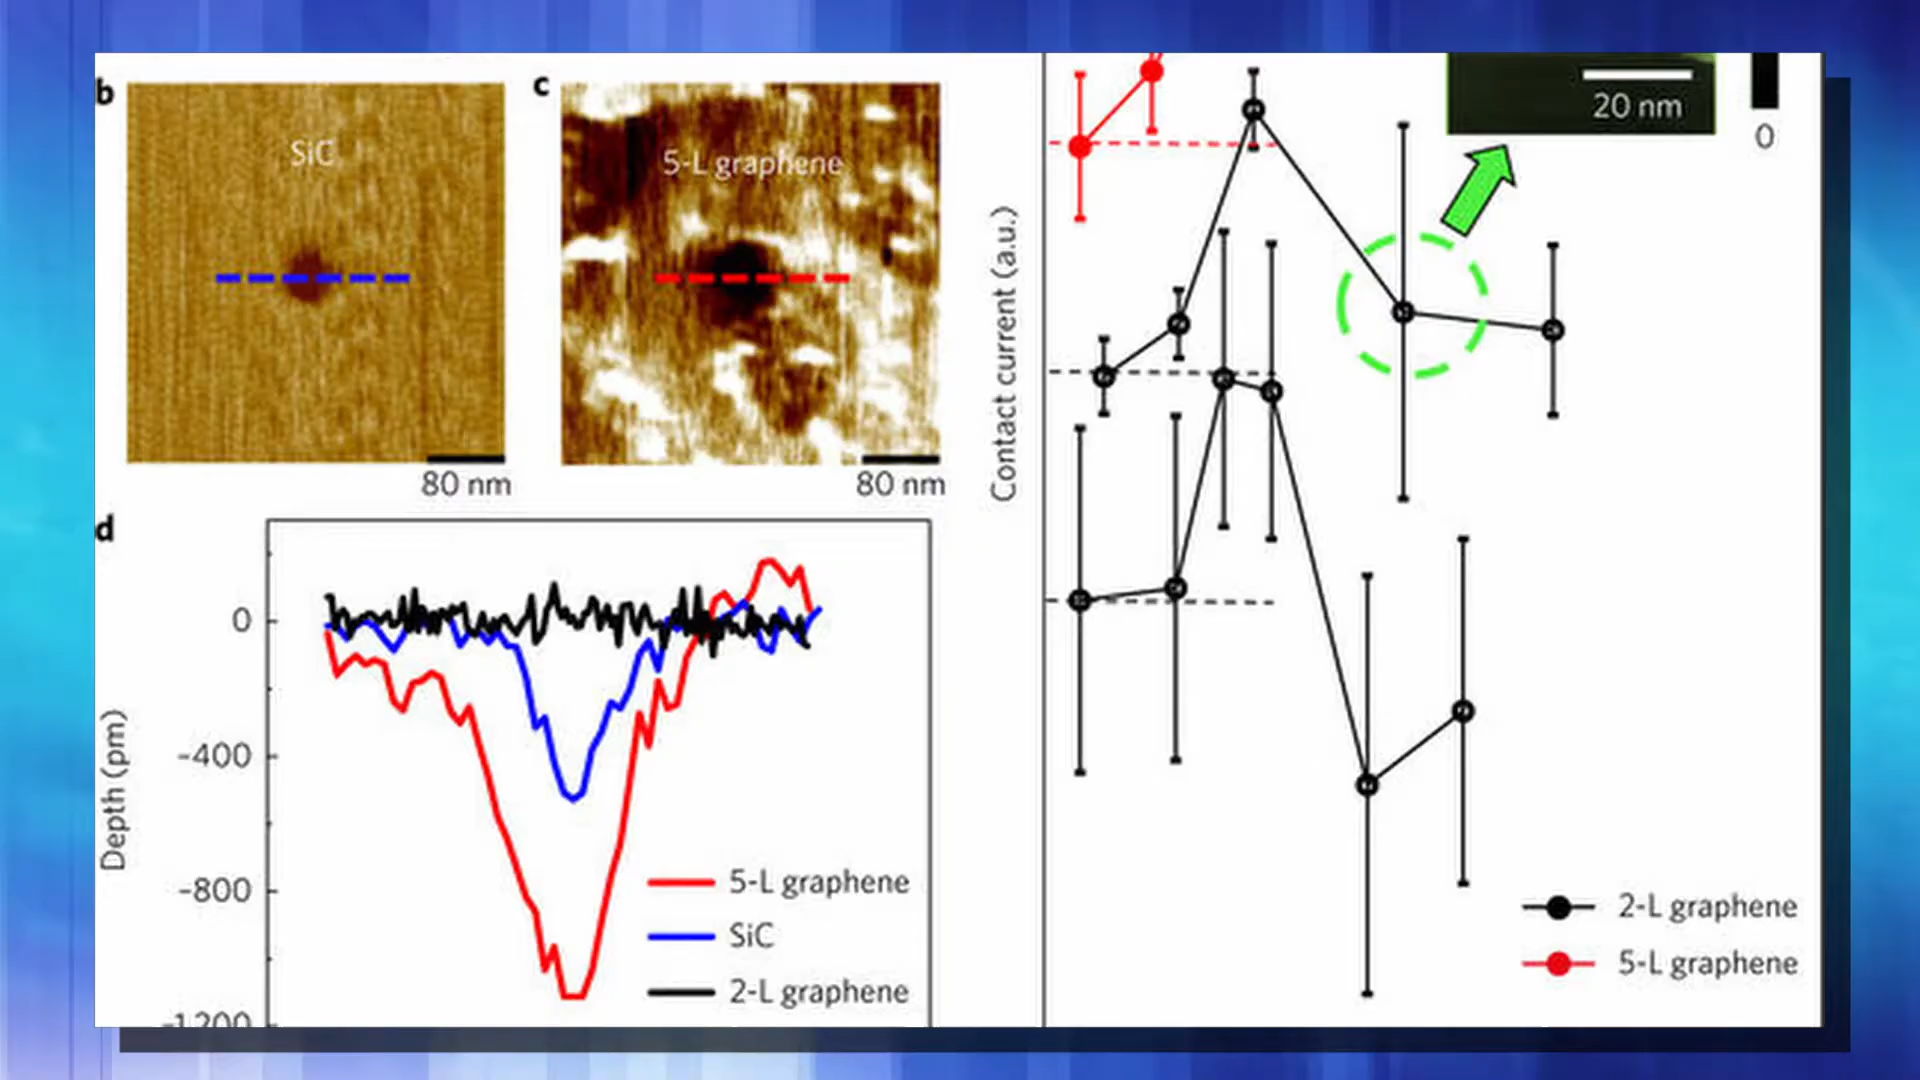 b
SiC
80 nm
c
5-L graphene
80 nm
d
Depth (pm)
0
-400
-800
-1200
5-L graphene
SiC
2-L graphene
Contact current (a.u.)
20 nm
0
2-L graphene
5-L graphene